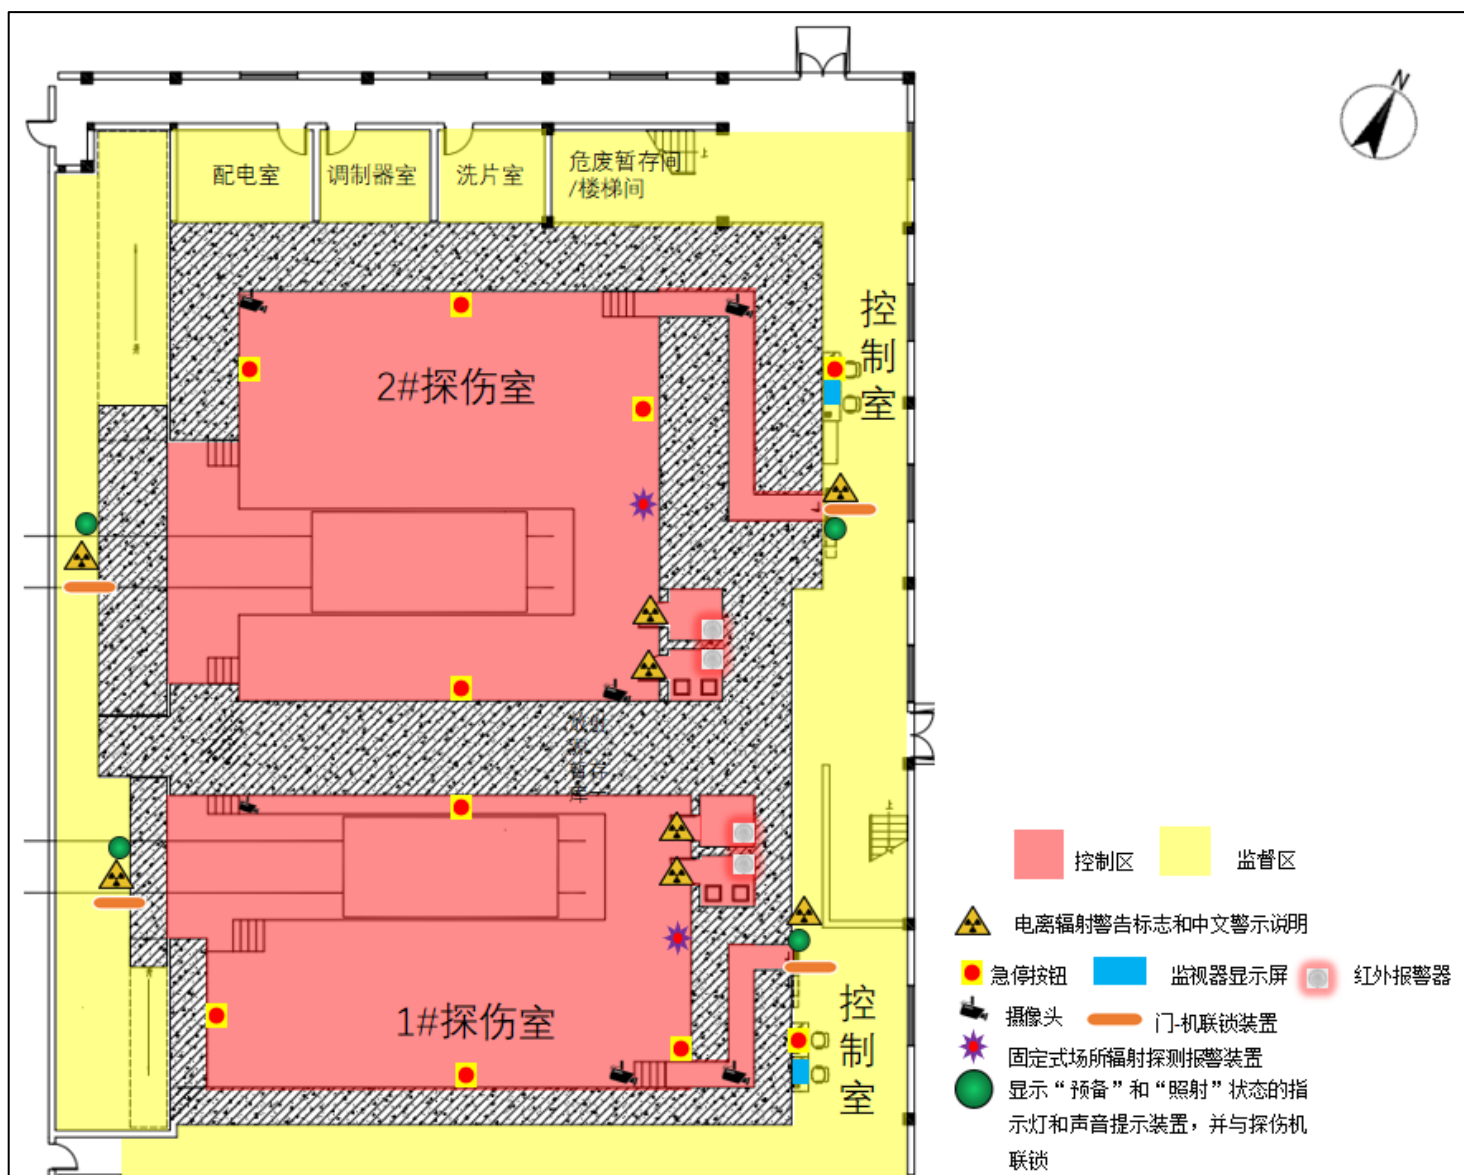 N
配电室
调制器室
洗片室
危废暂存间
/楼梯间
上
控制室
2#探伤室
暂存
库
上
1#探伤室
控制室
控制区
监督区
电离辐射警告标志和中文警示说明
急停按钮
监视器显示屏
红外报警器
摄像头
门-机联锁装置
固定式场所辐射探测报警装置
显示“预备”和“照射”状态的指
示灯和声音提示装置，并与探伤机
联锁